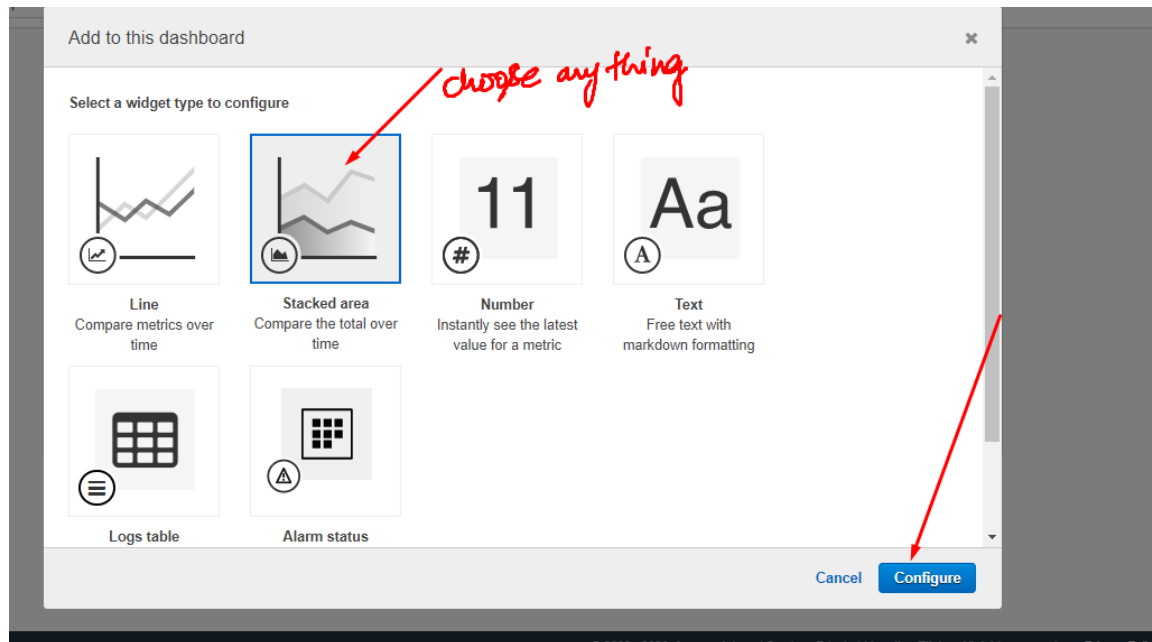 Add to this dashboard
choose any thing
Select a widget type to configure
11
Aa
#
A
Line
Compare metrics over
time
Stacked area
Compare the total over
time
Number
Instantly see the latest
value for a metric
Text
Free text with
markdown formatting
Logs table
Alarm status
Cancel
Configure